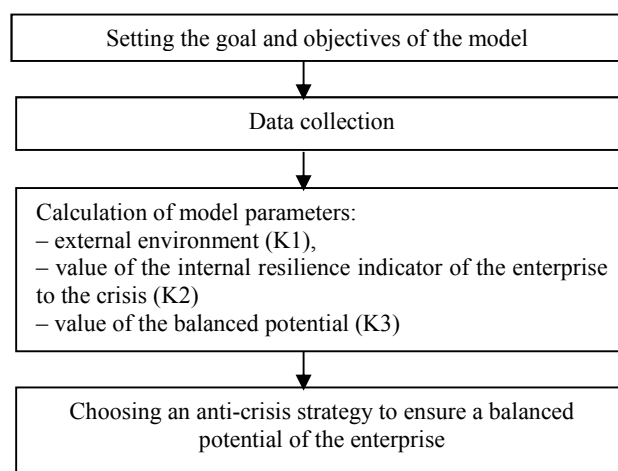 Setting the goal and objectives of the model
Data collection
Calculation of model parameters:
– external environment (K1),
– value of the internal resilience indicator of the enterprise
to the crisis (K2)
– value of the balanced potential (K3)
Choosing an anti-crisis strategy to ensure a balanced
potential of the enterprise